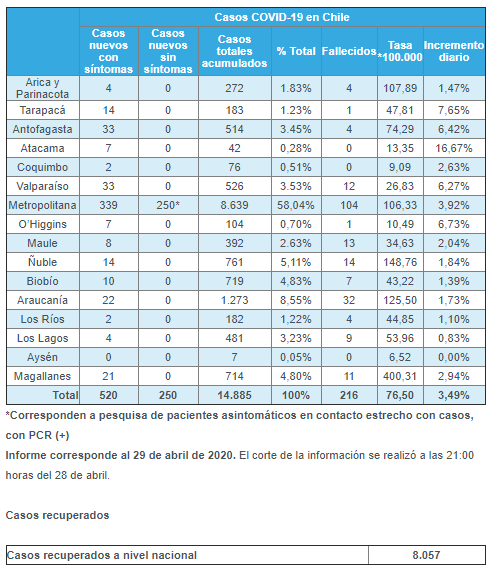 Casos COVID-19 en Chile
Casos nuevos con síntomas Casos nuevos sin síntomas Casos totales acumulados % Total Fallecidos Tasa *100.000 Incremento diario
Arica y Parinacota 4 0 272 1.83% 4 107,89 1,47%
Tarapacá 14 0 183 1.23% 1 47,81 7,65%
Antofagasta 33 0 514 3.45% 4 74,29 6,42%
Atacama 7 0 42 0,28% 0 13,35 16,67%
Coquimbo 2 0 76 0,51% 0 9,09 2,63%
Valparaíso 33 0 526 3.53% 12 26,83 6,27%
Metropolitana 339 250* 8.639 58,04% 104 106,33 3,92%
O'Higgins 7 0 104 0,70% 1 10,49 6,73%
Maule 8 0 392 2.63% 13 34,63 2,04%
Ñuble 14 0 761 5,11% 14 148,76 1,84%
Biobío 10 0 719 4,83% 7 43,22 1,39%
Araucanía 22 0 1.273 8,55% 32 125,50 1,73%
Los Ríos 2 0 182 1,22% 4 44,85 1,10%
Los Lagos 4 0 481 3,23% 9 53,96 0,83%
Aysén 0 0 7 0,05% 0 6,52 0,00%
Magallanes 21 0 714 4,80% 11 400,31 2,94%
Total 520 250 14.885 100% 216 76,50 3,49%
*Corresponden a pesquisa de pacientes asintomáticos en contacto estrecho con casos,
con PCR (+)
Informe corresponde al 29 de abril de 2020. El corte de la información se realizó a las 21:00
horas del 28 de abril.
Casos recuperados
Casos recuperados a nivel nacional 8.057